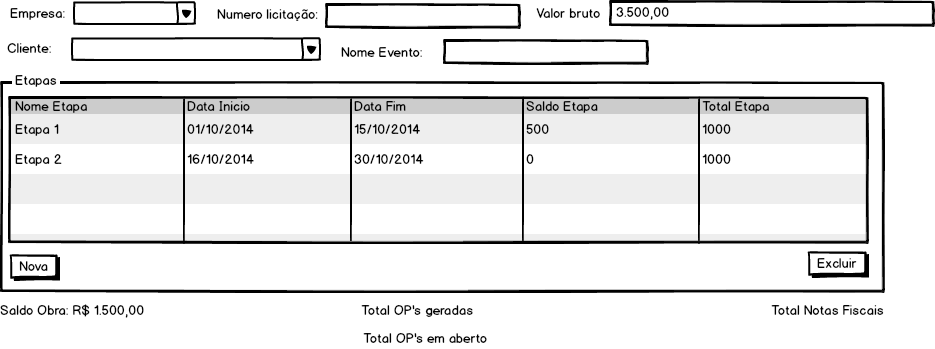 Empresa: Numero licitação: Valor bruto 3.500,00
Cliente: Nome Evento:
Etapas
Nome Etapa Data Inicio Data Fim Saldo Etapa Total Etapa
Etapa 1 01/10/2014 15/10/2014 500 1000
Etapa 2 16/10/2014 30/10/2014 0 1000
Nova Excluir
Saldo Obra: R$ 1.500,00 Total OP's geradas Total Notas Fiscais
Total OP's em aberto